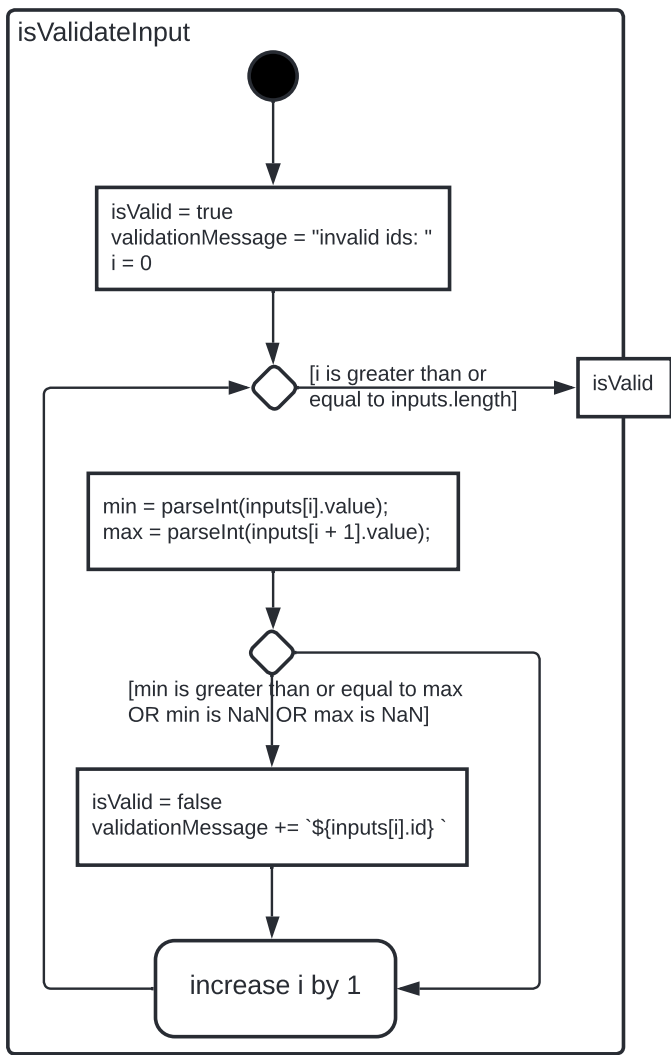 isValidateInput
isValid = true
validationMessage = "invalid ids: "
i = 0
[i is greater than or
equal to inputs.length]
isValid
min = parseInt(inputs[i].value);
max = parseInt(inputs[i + 1].value);
[min is greater than or equal to max
OR min is NaN OR max is NaN]
isValid = false
validationMessage += `${inputs[i].id} `
increase i by 1